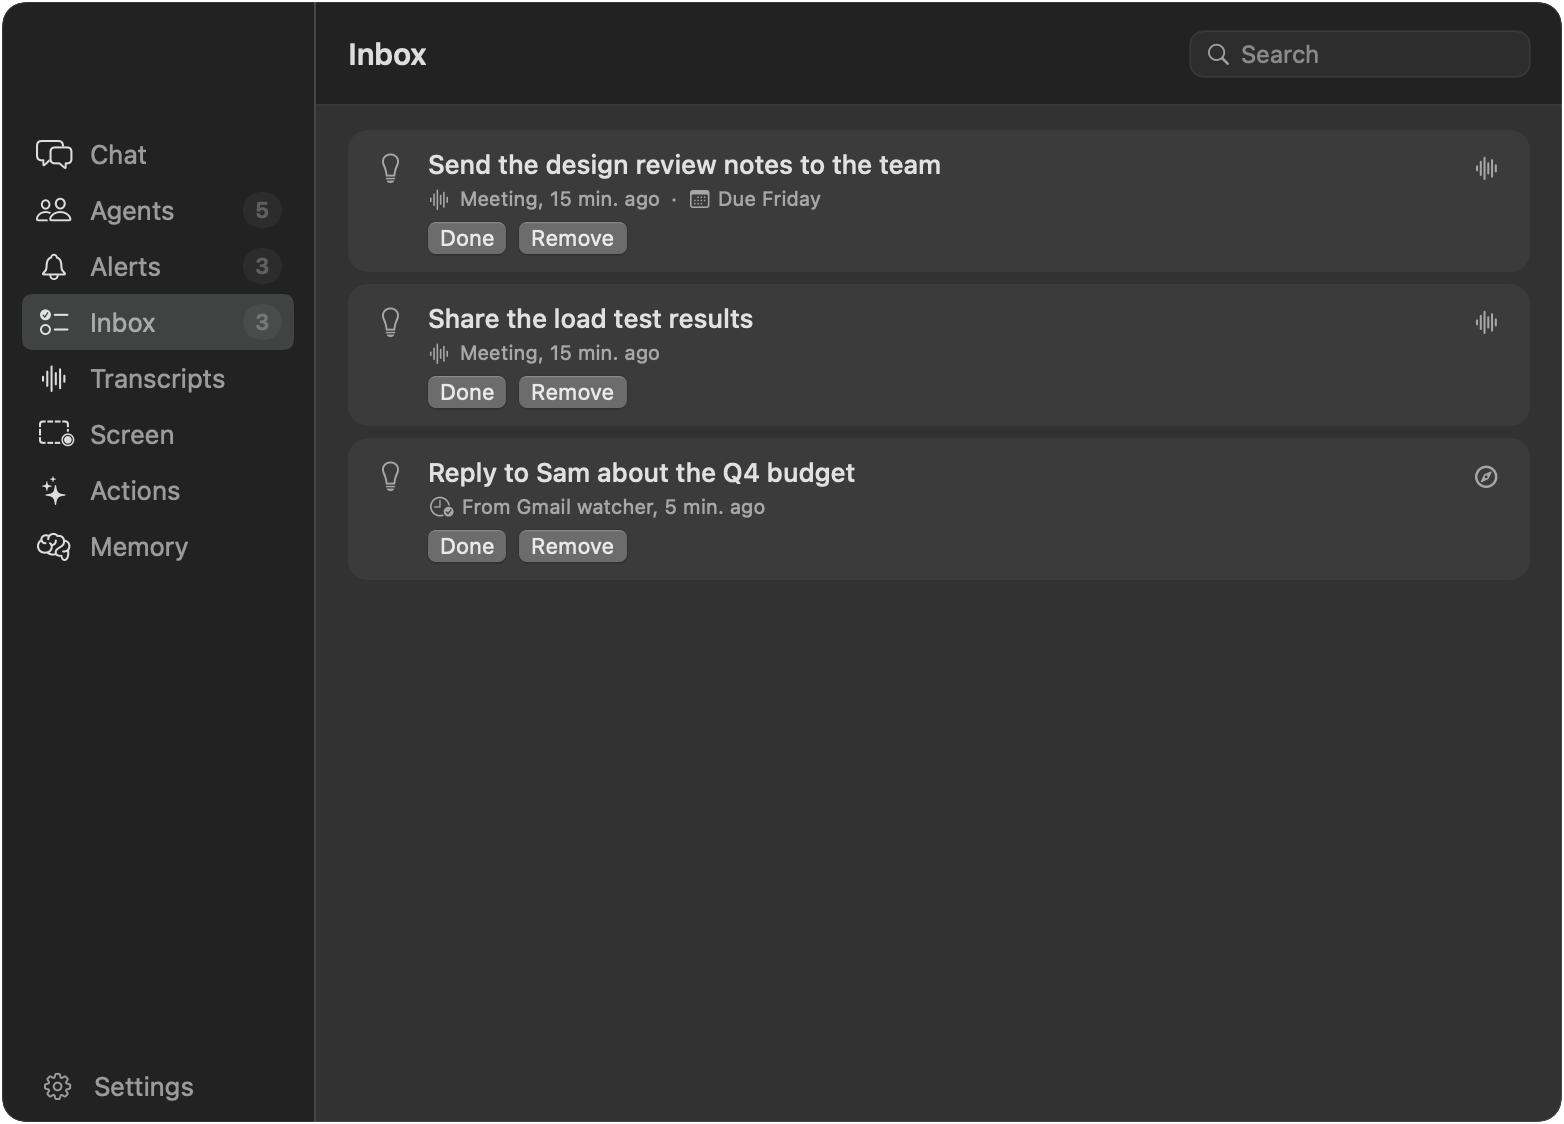 Inbox
Search
Chat
Agents 5
Alerts 3
Inbox 3
Transcripts
Screen
Actions
Memory
Settings
Send the design review notes to the team
Meeting, 15 min. ago · Due Friday
Done Remove
Share the load test results
Meeting, 15 min. ago
Done Remove
Reply to Sam about the Q4 budget
From Gmail watcher, 5 min. ago
Done Remove